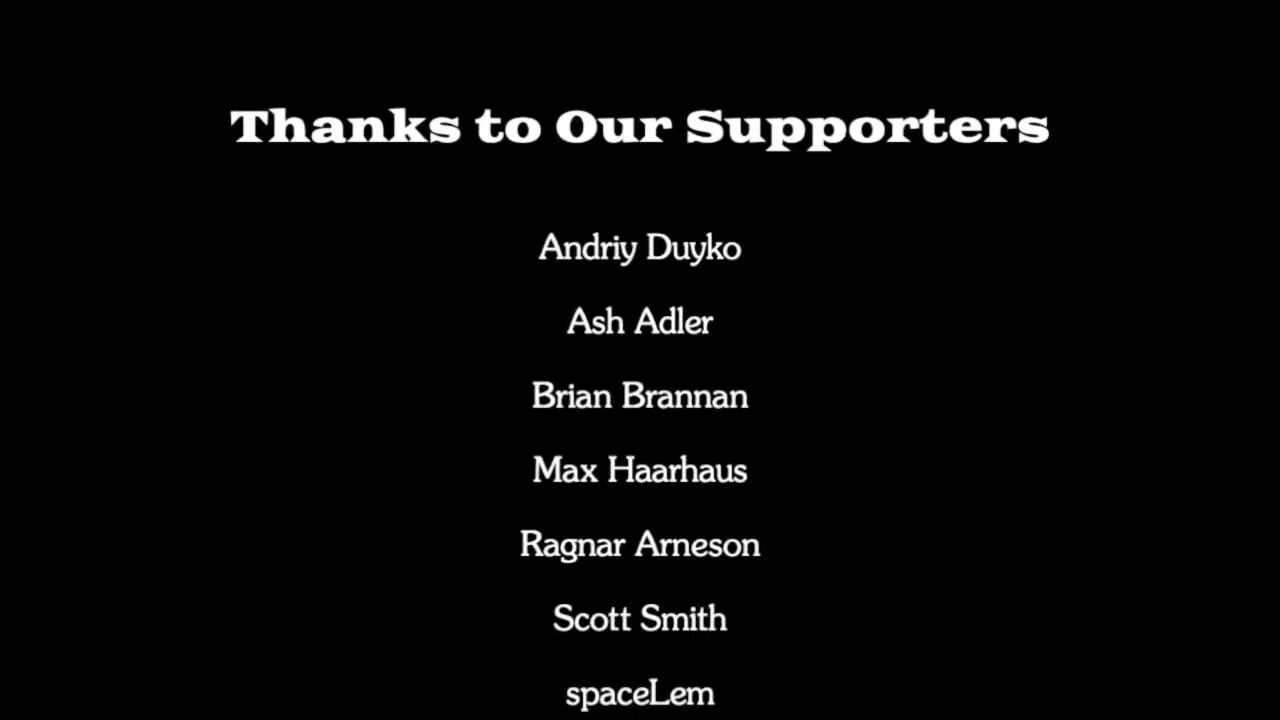 Thanks to Our Supporters
Andriy Duyko
Ash Adler
Brian Brannan
Max Haarhaus
Ragnar Arneson
Scott Smith
spaceLem